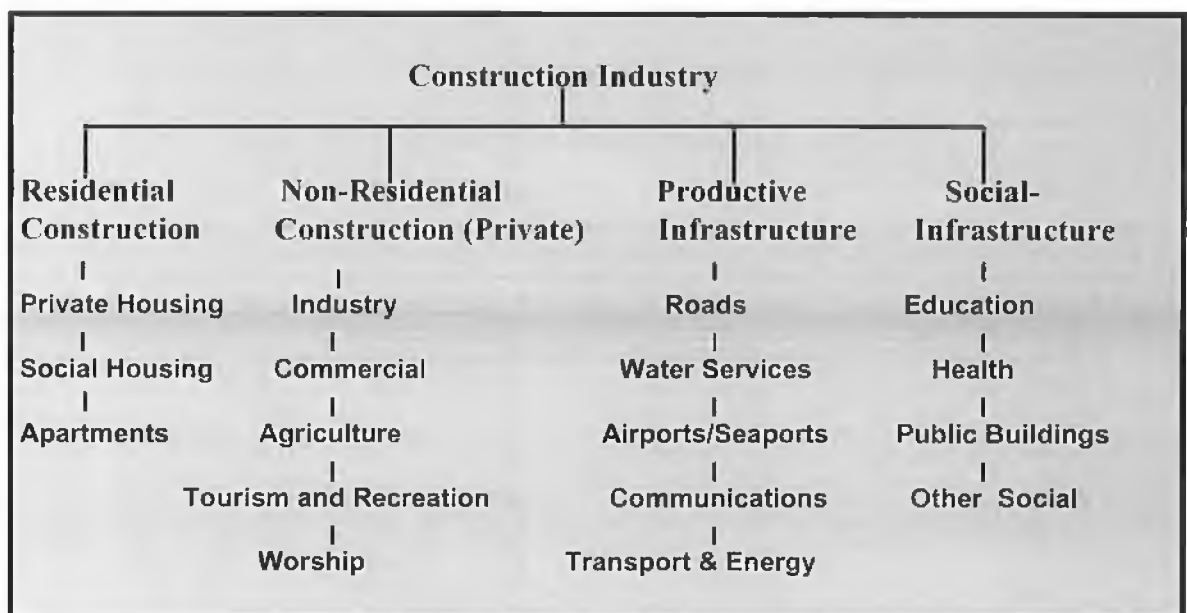 Construction Industry
Residential
Construction
Non-Residential
Construction (Private)
Productive
Infrastructure
Social-
Infrastructure
Private Housing
Social Housing
Apartments
Industry
Commercial
Agriculture
Tourism and Recreation
Worship
Roads
Water Services
Airports/Seaports
Communications
Transport & Energy
Education
Health
Public Buildings
Other Social